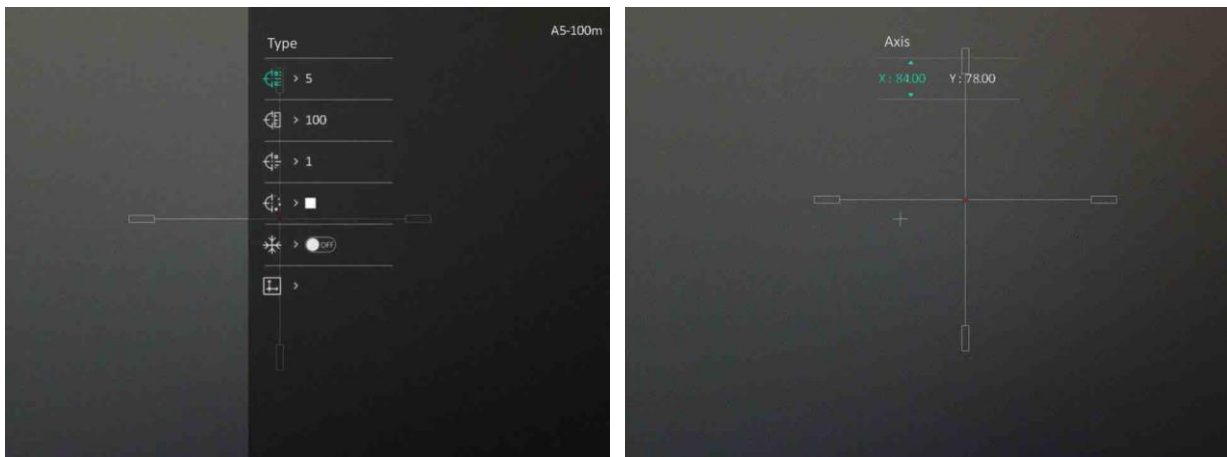 A5-100m
Type
> 5
> 100
> 1
>
> OFF
>
Axis
X : 84.00 Y : 78.00